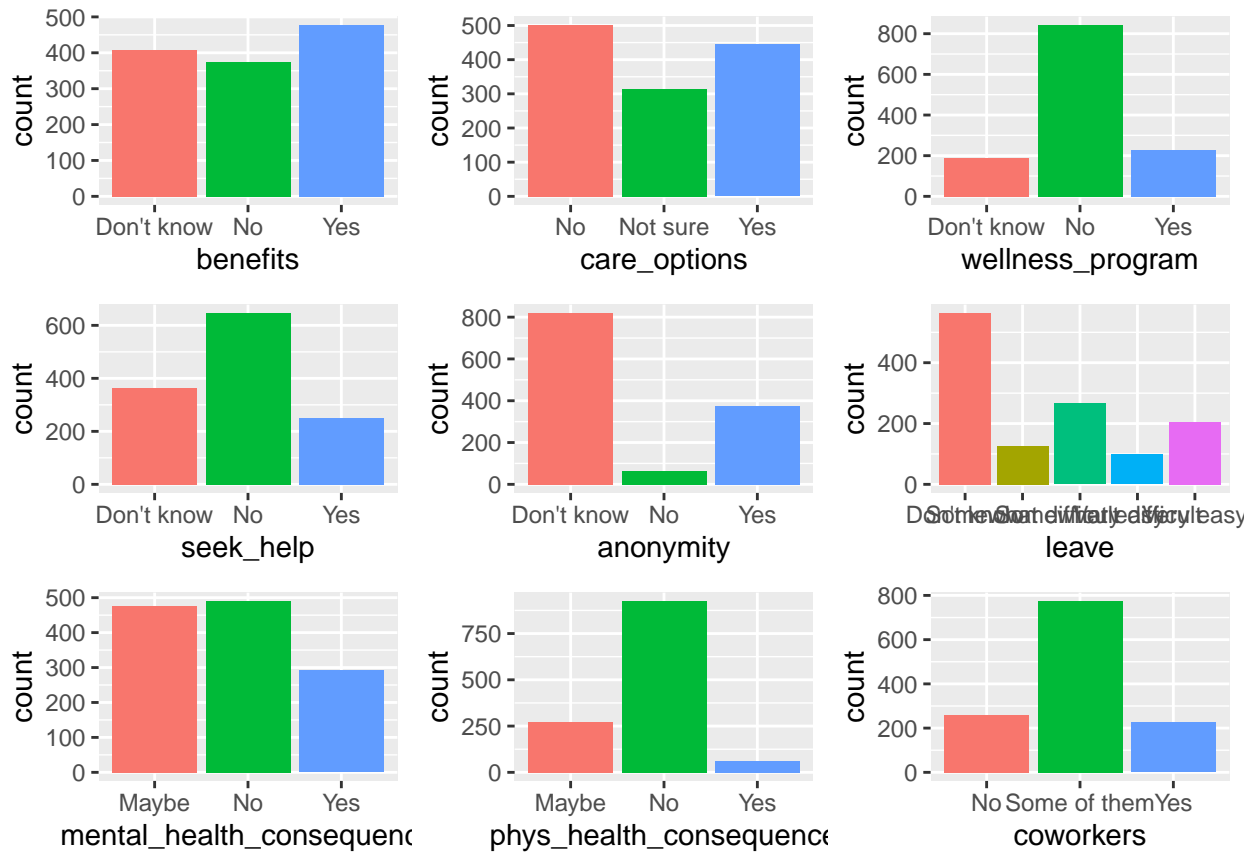 count
500
400
300
200
100
0
Don't know No Yes
benefits
count
500
400
300
200
100
0
No Not sure Yes
care_options
count
800
600
400
200
0
Don't know No Yes
wellness_program
count
600
400
200
0
Don't know No Yes
seek_help
count
800
600
400
200
0
Don't know No Yes
anonymity
count
400
200
0
leave
count
500
400
300
200
100
0
Maybe No Yes
mental_health_consequenc
count
750
500
250
0
Maybe No Yes
phys_health_consequence
count
800
600
400
200
0
No Some of them Yes
coworkers